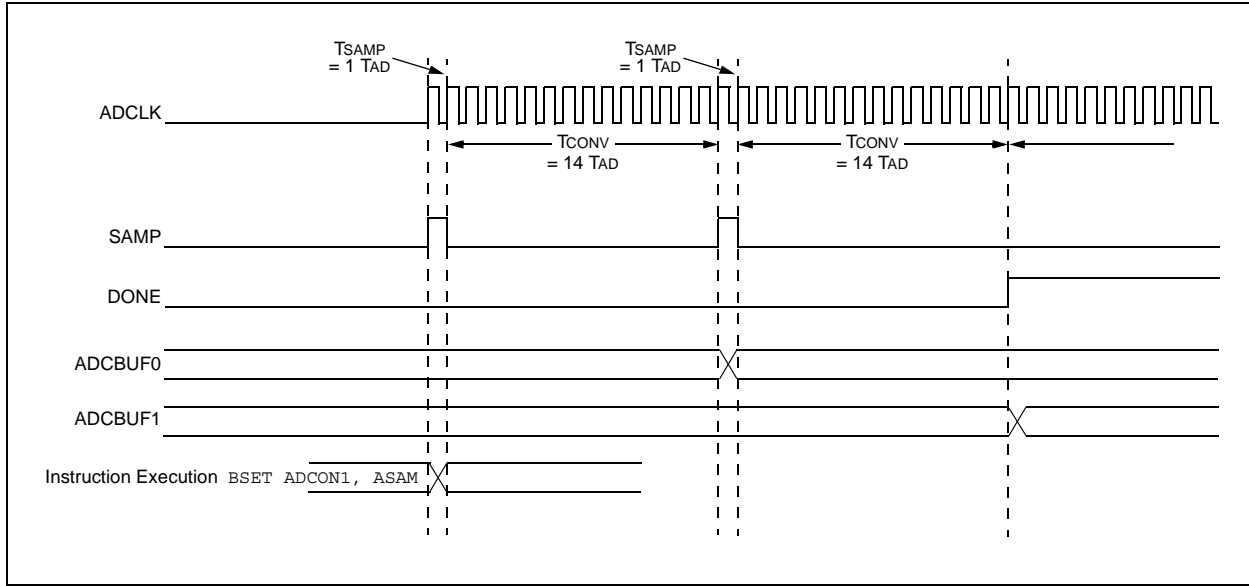 TSAMP
= 1 TAD
TSAMP
= 1 TAD
ADCLK
TCONV
= 14 TAD
TCONV
= 14 TAD
SAMP
DONE
ADCBUF0
ADCBUF1
Instruction Execution BSET ADCON1, ASAM